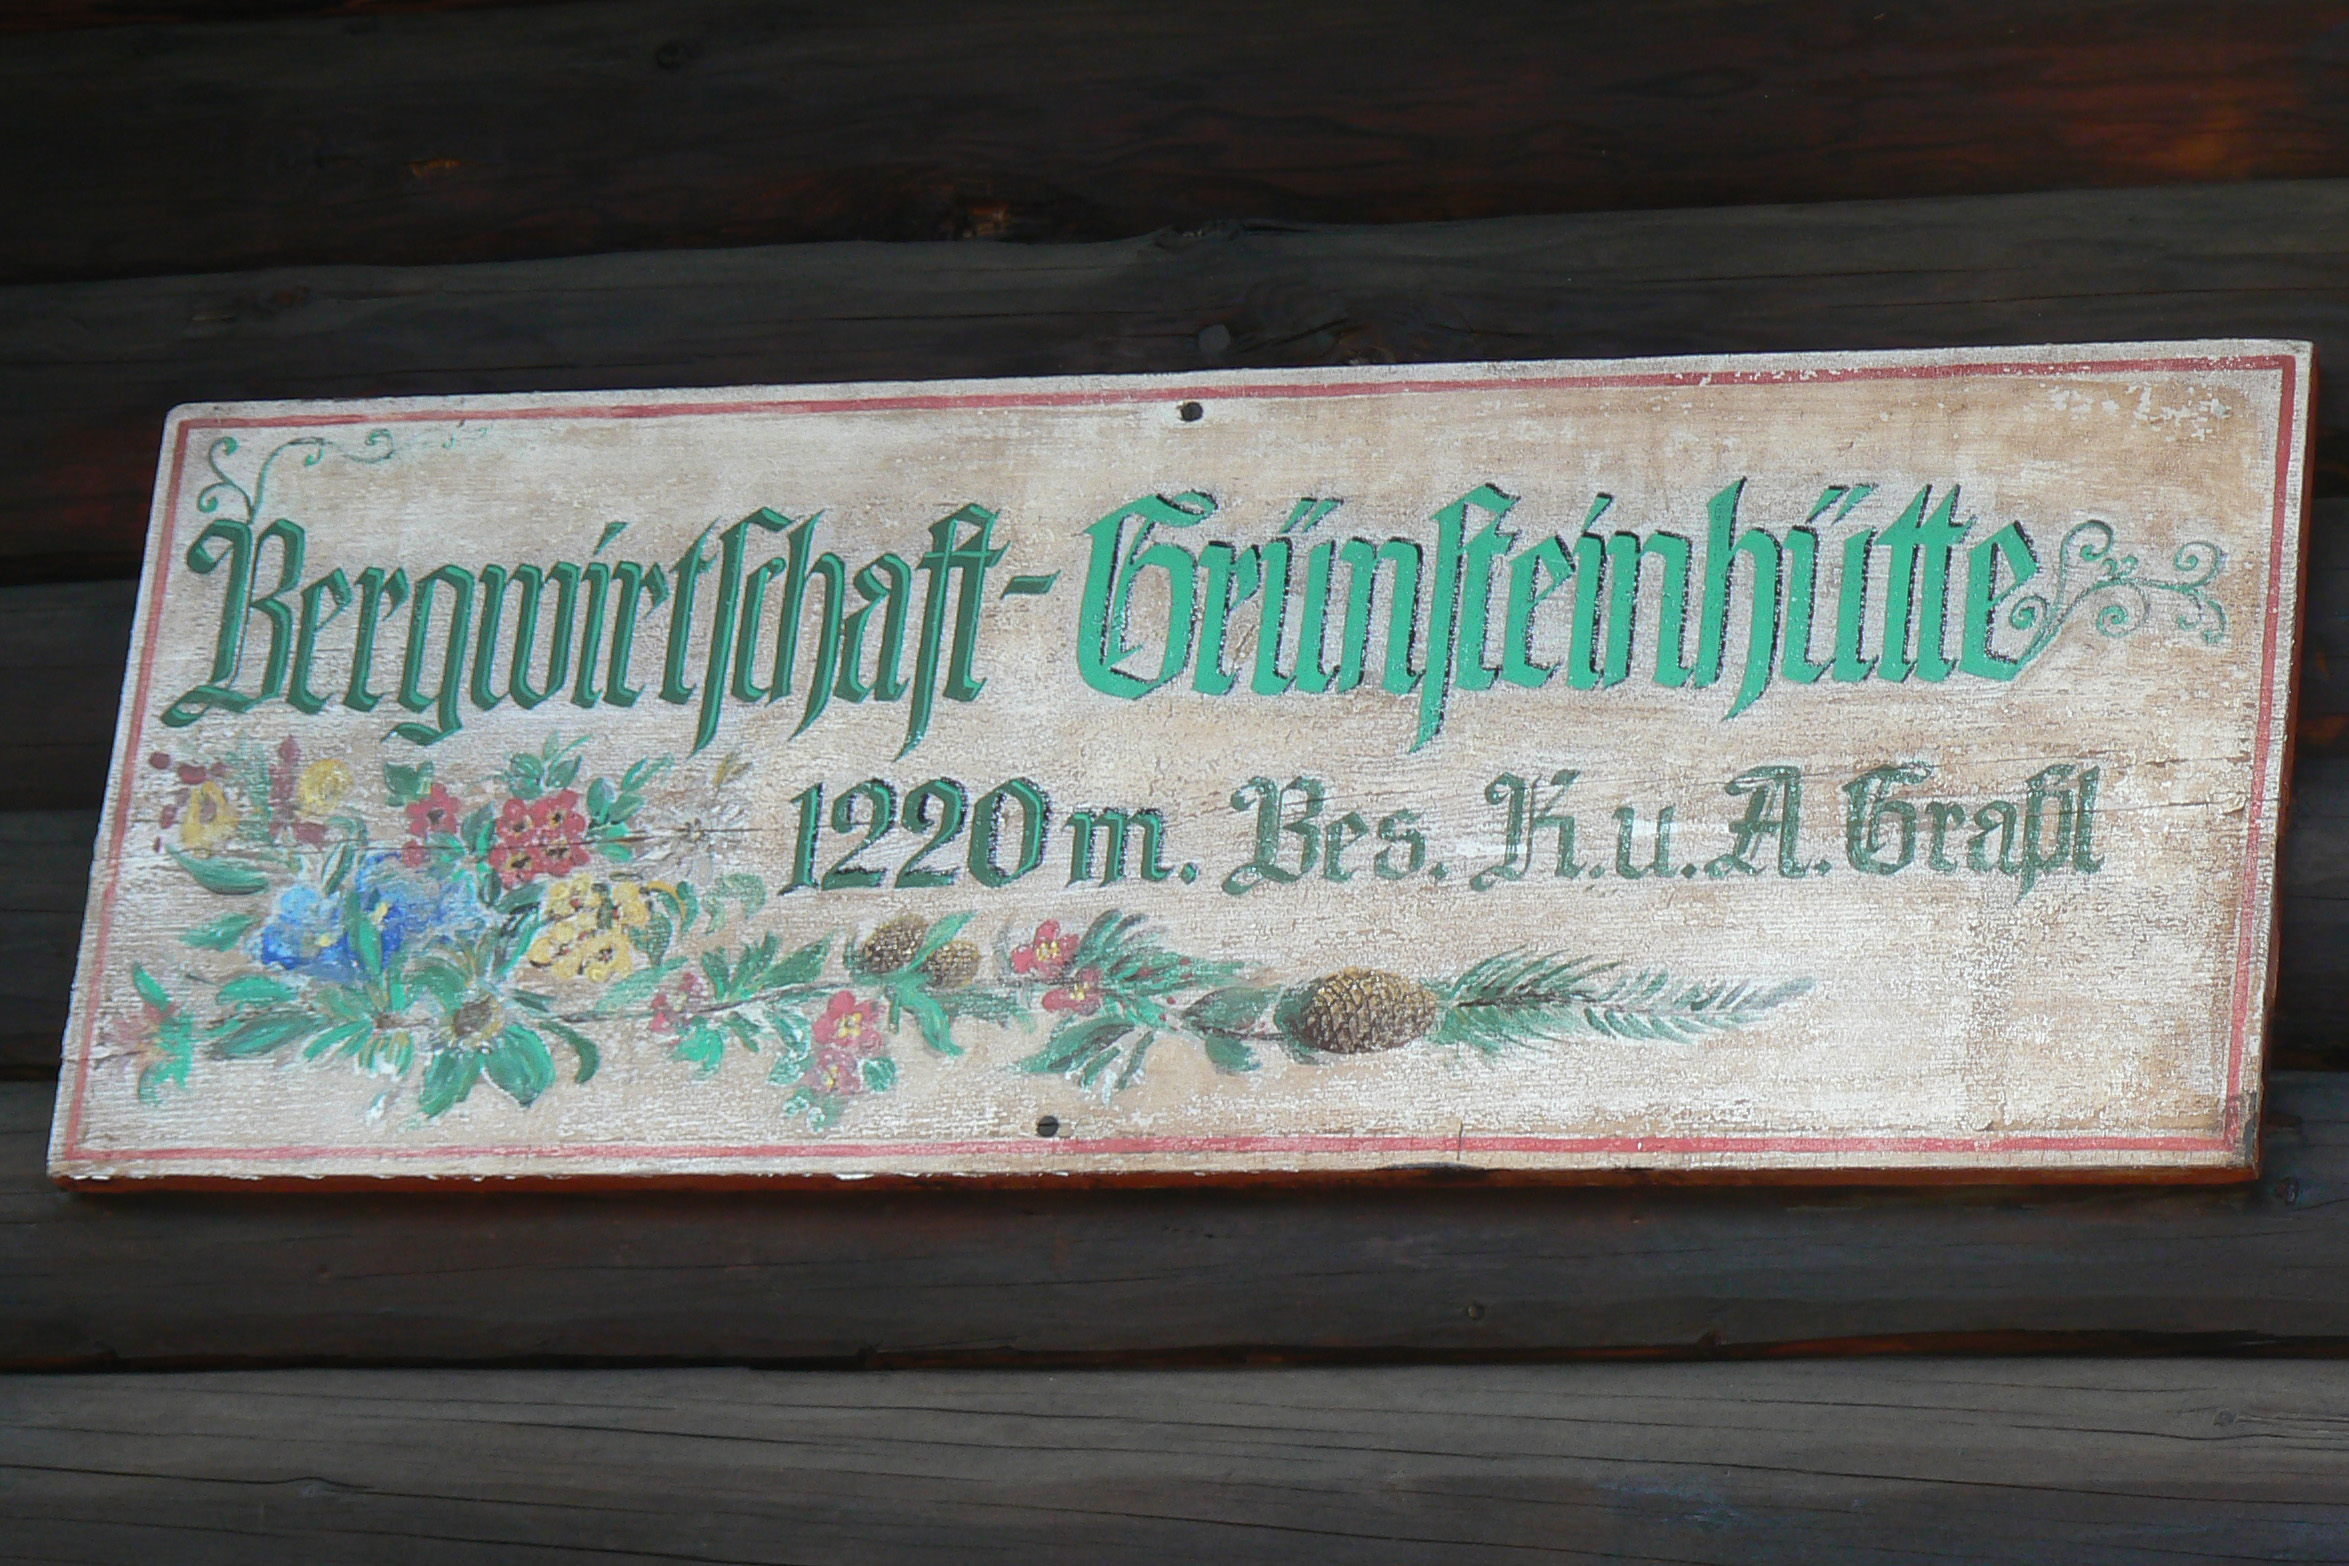 Bergwirtschaft - Grünsteinhütte
1220 m. Bes. K. u. A. Graßl